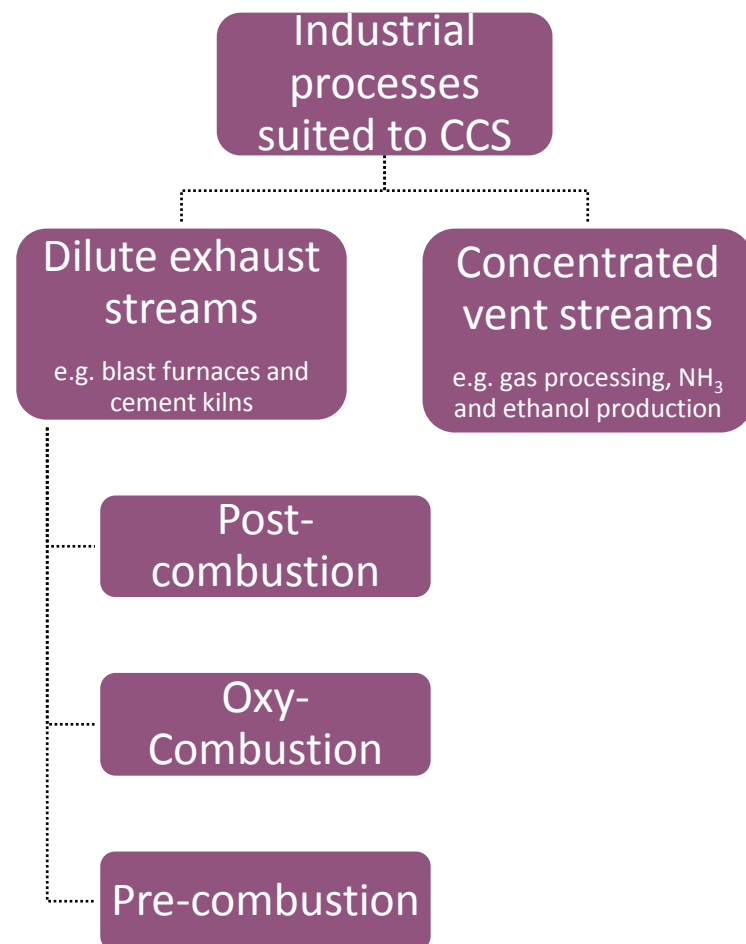 Industrial
processes
suited to CCS
Dilute exhaust
streams
e.g. blast furnaces and
cement kilns
Concentrated
vent streams
e.g. gas processing, NH₃
and ethanol production
Post-
combustion
Oxy-
Combustion
Pre-combustion